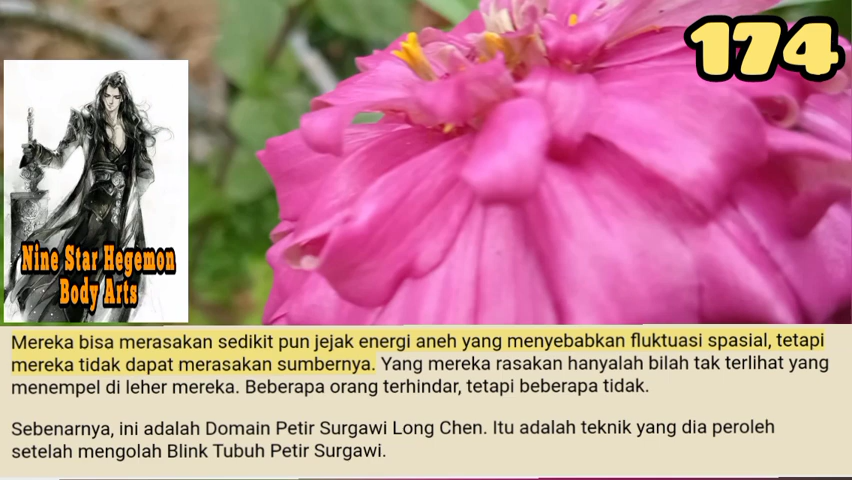 174
Nine Star Hegemon
Body Arts
Mereka bisa merasakan sedikit pun jejak energi aneh yang menyebabkan fluktuasi spasial, tetapi
mereka tidak dapat merasakan sumbernya. Yang mereka rasakan hanyalah bilah tak terlihat yang
menempel di leher mereka. Beberapa orang terhindar, tetapi beberapa tidak.
Sebenarnya, ini adalah Domain Petir Surgawi Long Chen. Itu adalah teknik yang dia peroleh
setelah mengolah Blink Tubuh Petir Surgawi.